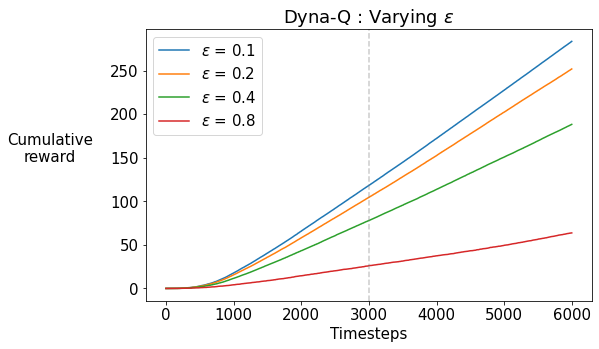 Dyna-Q : Varying ε
ε = 0.1
ε = 0.2
ε = 0.4
ε = 0.8
Cumulative
reward
250
200
150
100
50
0
0 1000 2000 3000 4000 5000 6000
Timesteps